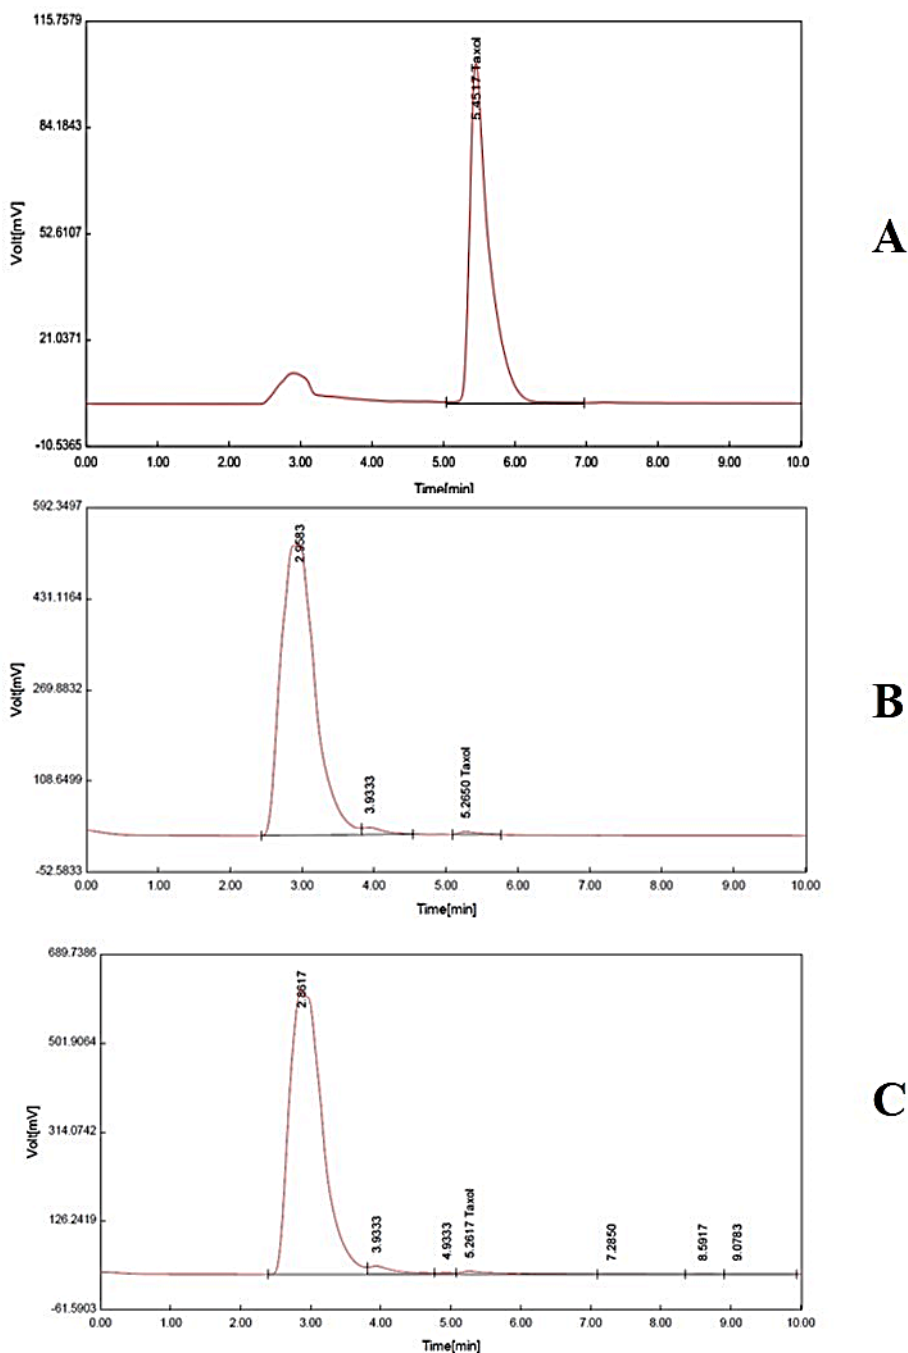 115.7579
84.1843
52.6107
21.0371
-10.5365
Volt[mV]
5.4517 Taxol
0.00 1.00 2.00 3.00 4.00 5.00 6.00 7.00 8.00 9.00 10.0
Time[min]
A
592.3497
431.1164
269.8832
108.6499
-52.5833
Volt[mV]
2.9583
3.9333
5.2650 Taxol
0.00 1.00 2.00 3.00 4.00 5.00 6.00 7.00 8.00 9.00 10.00
Time[min]
B
689.7386
501.9064
314.0742
126.2419
-61.5903
Volt[mV]
2.8617
3.9333
4.9333
5.2617 Taxol
7.2850
8.5917
9.0783
0.00 1.00 2.00 3.00 4.00 5.00 6.00 7.00 8.00 9.00 10.00
Time[min]
C